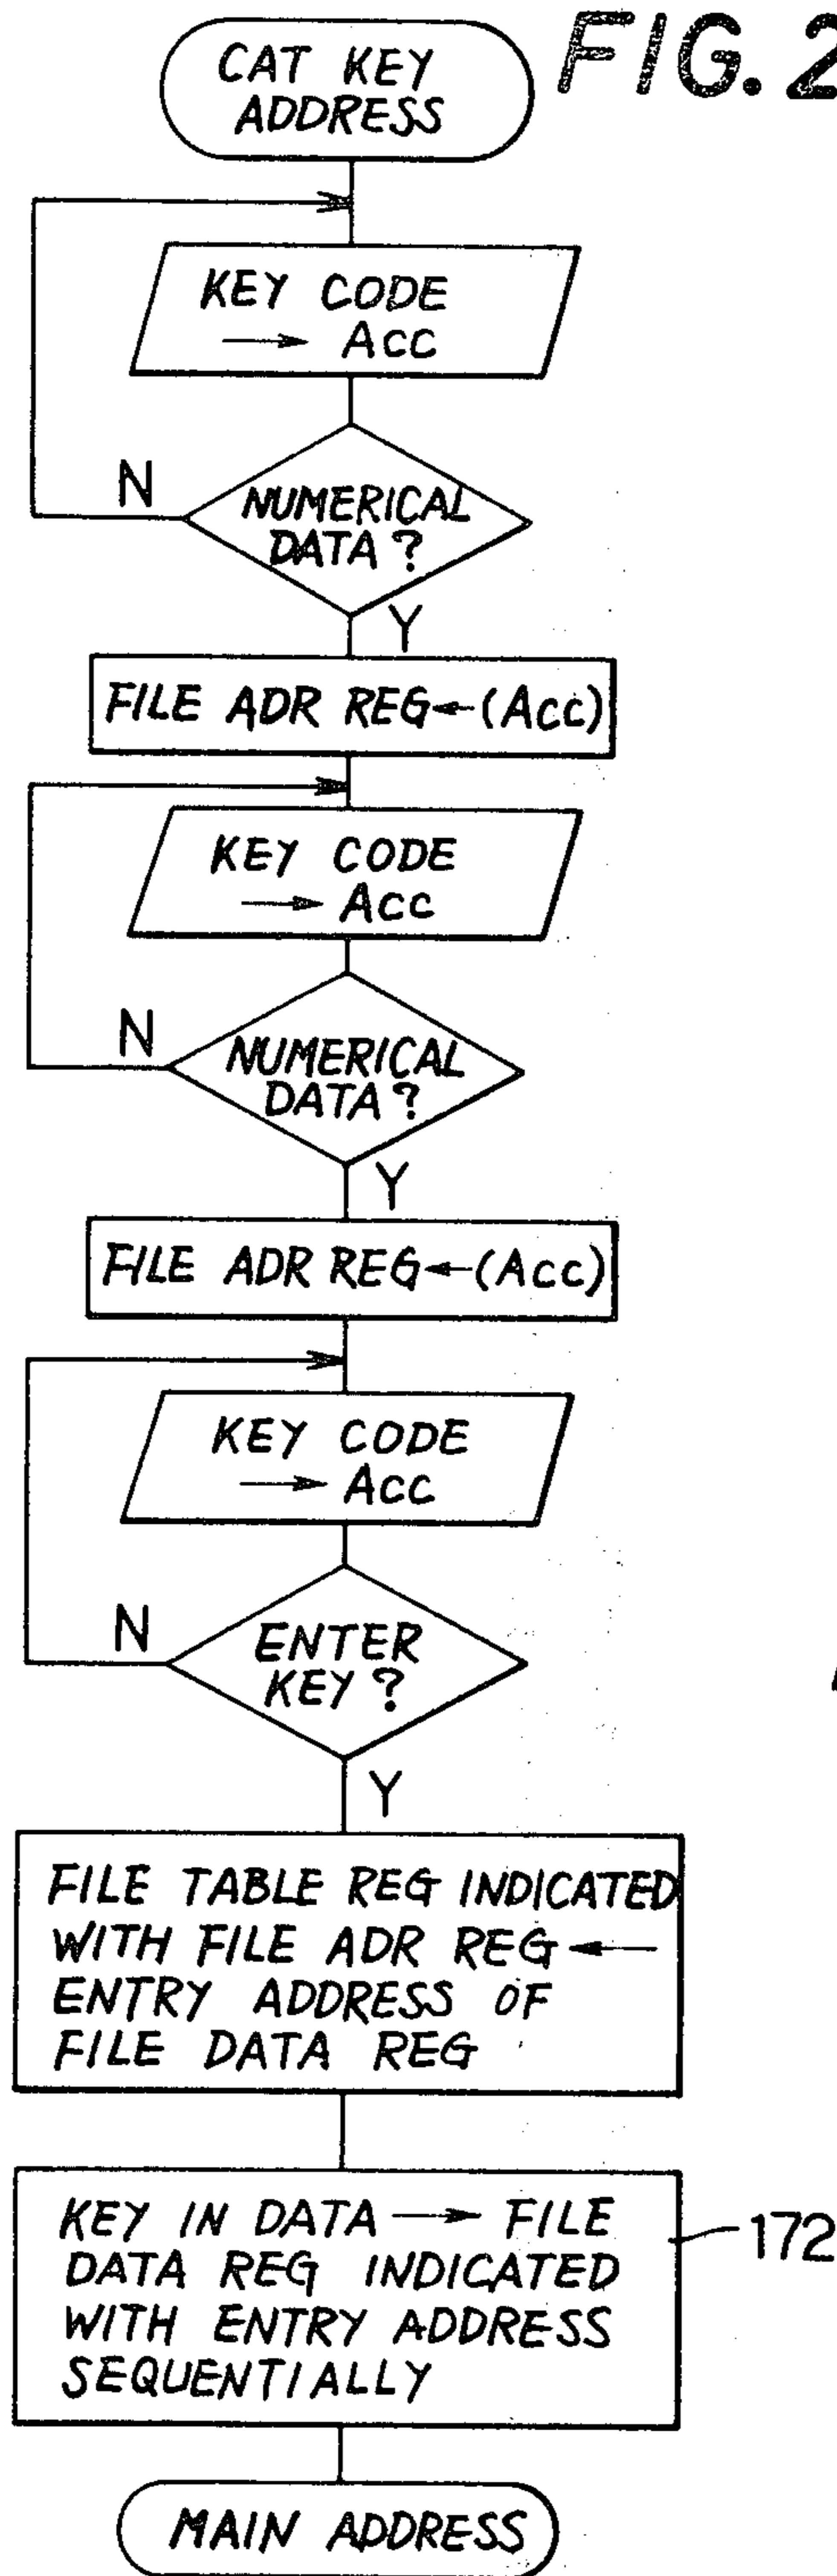 FIG. 2
CAT KEY
ADDRESS
KEY CODE
→ Acc
N
NUMERICAL
DATA ?
Y
FILE ADR REG ← (Acc)
KEY CODE
→ Acc
N
NUMERICAL
DATA ?
Y
FILE ADR REG ← (Acc)
KEY CODE
→ Acc
N
ENTER
KEY ?
Y
FILE TABLE REG INDICATED
WITH FILE ADR REG ←
ENTRY ADDRESS OF
FILE DATA REG
KEY IN DATA → FILE
DATA REG INDICATED
WITH ENTRY ADDRESS
SEQUENTIALLY
172
MAIN ADDRESS